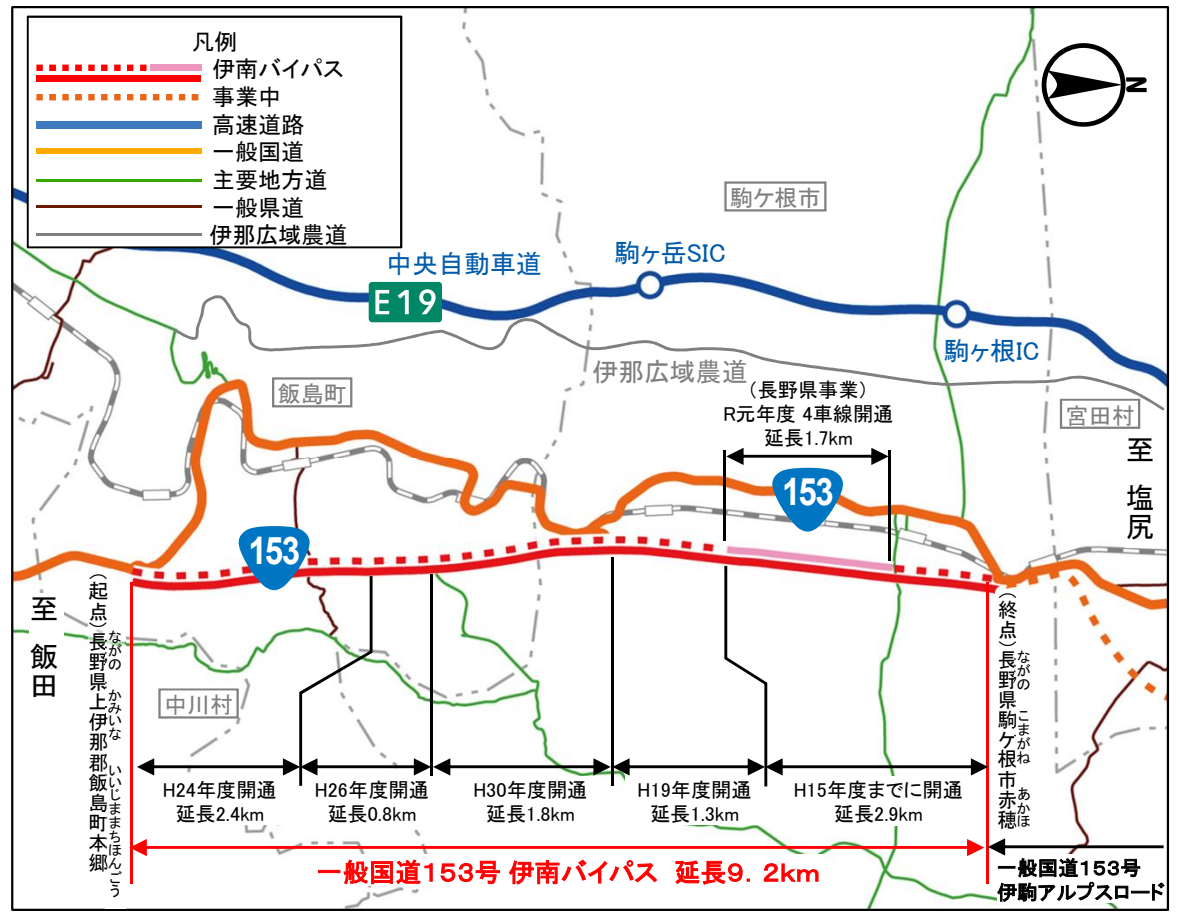 凡例
伊南バイパス
事業中
高速道路
一般国道
主要地方道
一般県道
伊那広域農道
N
駒ケ根市
中央自動車道
E19
駒ヶ岳SIC
駒ヶ根IC
伊那広域農道
飯島町
宮田村
（長野県事業）
R元年度 4車線開通
延長1.7km
153
153
至 塩尻
至 飯田
中川村
（起点）長野県上伊那郡飯島町本郷
ながの かみいな いいじままちほんごう
（終点）長野県駒ケ根市赤穂
ながの こまがね あかほ
H24年度開通
延長2.4km
H26年度開通
延長0.8km
H30年度開通
延長1.8km
H19年度開通
延長1.3km
H15年度までに開通
延長2.9km
一般国道153号 伊南バイパス 延長9．2km
一般国道153号
伊駒アルプスロード